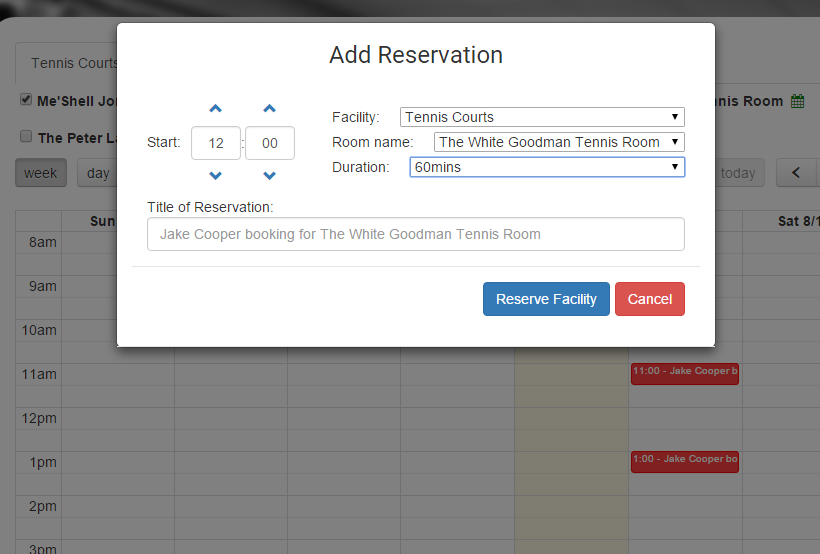 Add Reservation
Tennis Courts
Me'Shell
nnis Room
The Peter
Start: 12 : 00
Facility: Tennis Courts
Room name: The White Goodman Tennis Room
Duration: 60mins
week day today
Title of Reservation:
Jake Cooper booking for The White Goodman Tennis Room
Reserve Facility Cancel
Sun Sat 8/1
8am
9am
10am
11am 11:00 - Jake Cooper b
12pm
1pm 1:00 - Jake Cooper bo
2pm
3pm